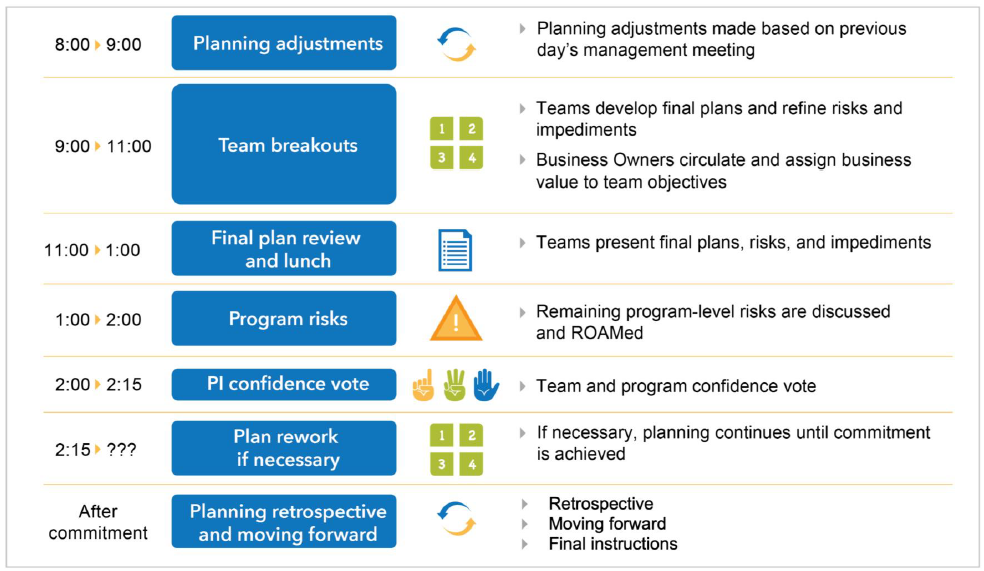 8:00 9:00
Planning adjustments
Planning adjustments made based on previous
day's management meeting
9:00 11:00
Team breakouts
1 2
3 4
Teams develop final plans and refine risks and
impediments
Business Owners circulate and assign business
value to team objectives
11:00 1:00
Final plan review
and lunch
Teams present final plans, risks, and impediments
1:00 2:00
Program risks
!
Remaining program-level risks are discussed
and ROAMed
2:00 2:15
PI confidence vote
Team and program confidence vote
2:15 ???
Plan rework
if necessary
1 2
3 4
If necessary, planning continues until commitment
is achieved
After
commitment
Planning retrospective
and moving forward
Retrospective
Moving forward
Final instructions